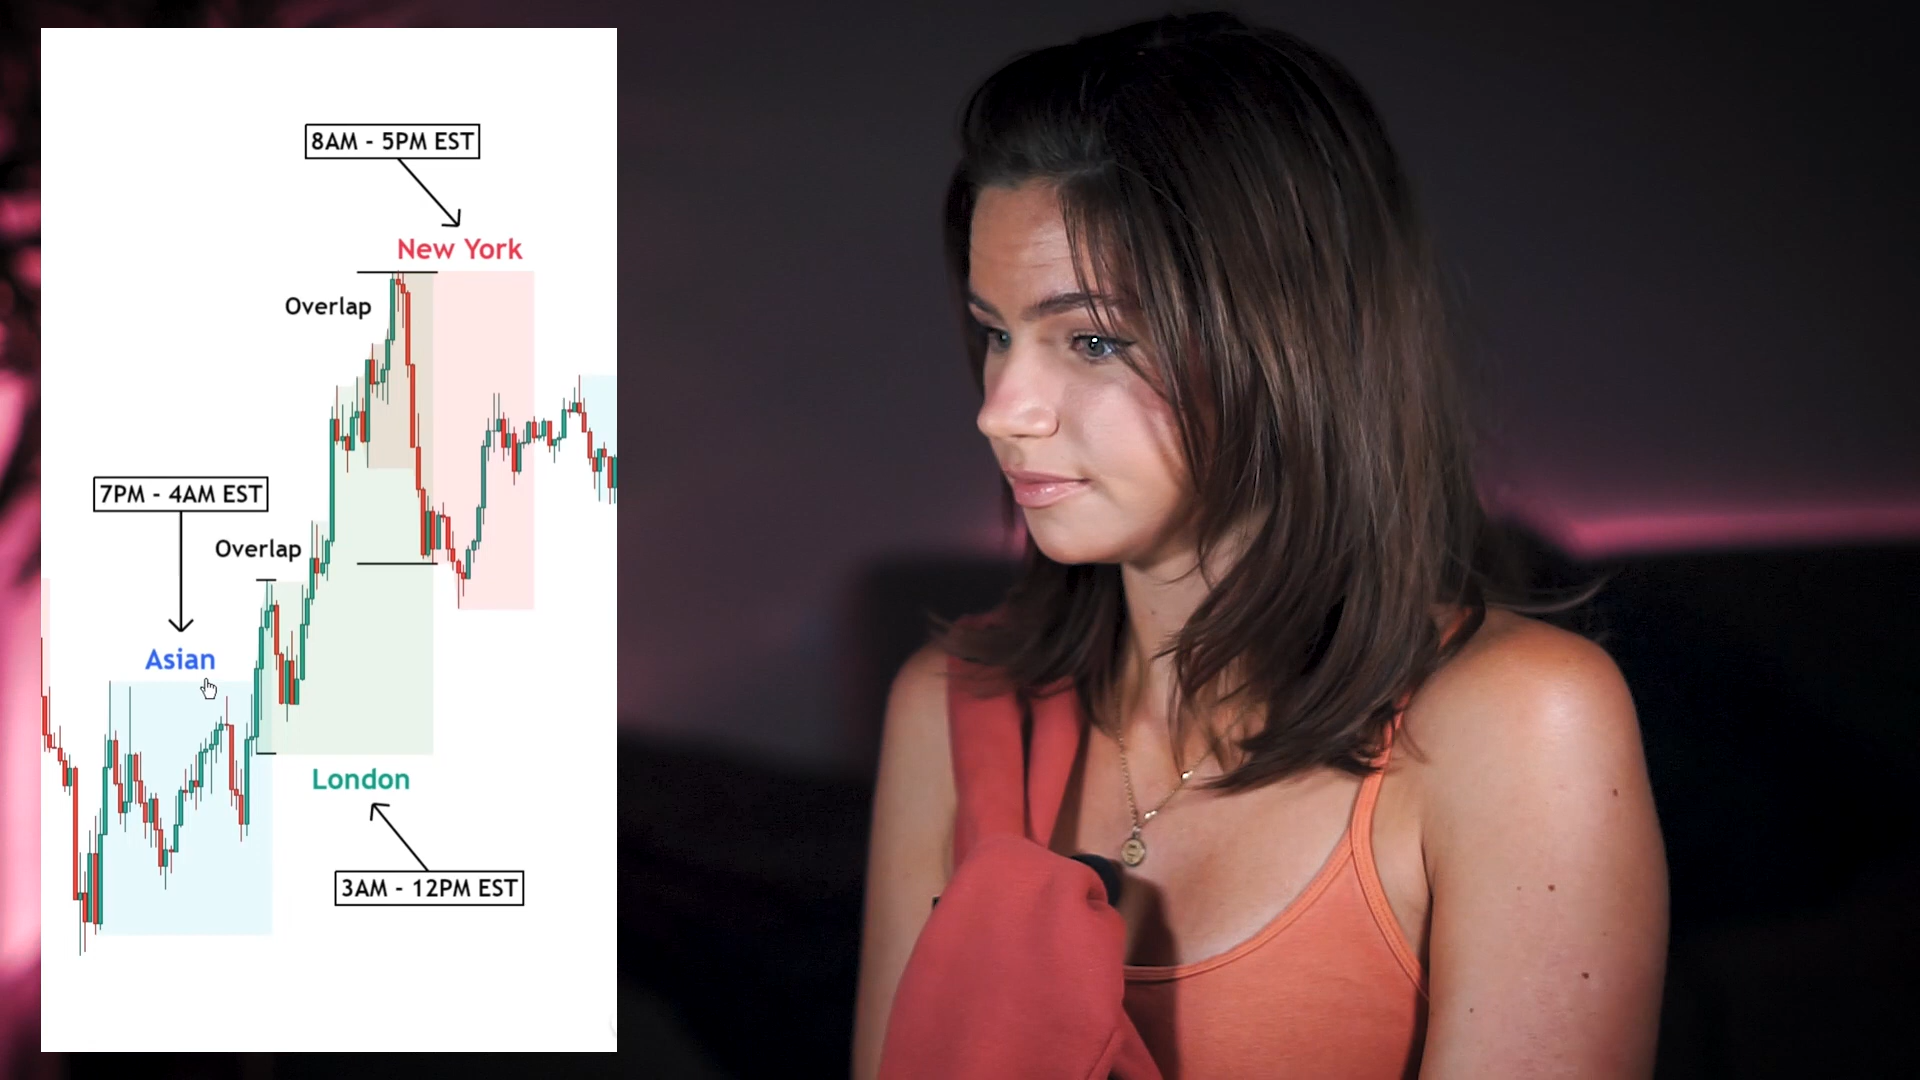 8AM - 5PM EST
New York
Overlap
7PM - 4AM EST
Overlap
Asian
London
3AM - 12PM EST